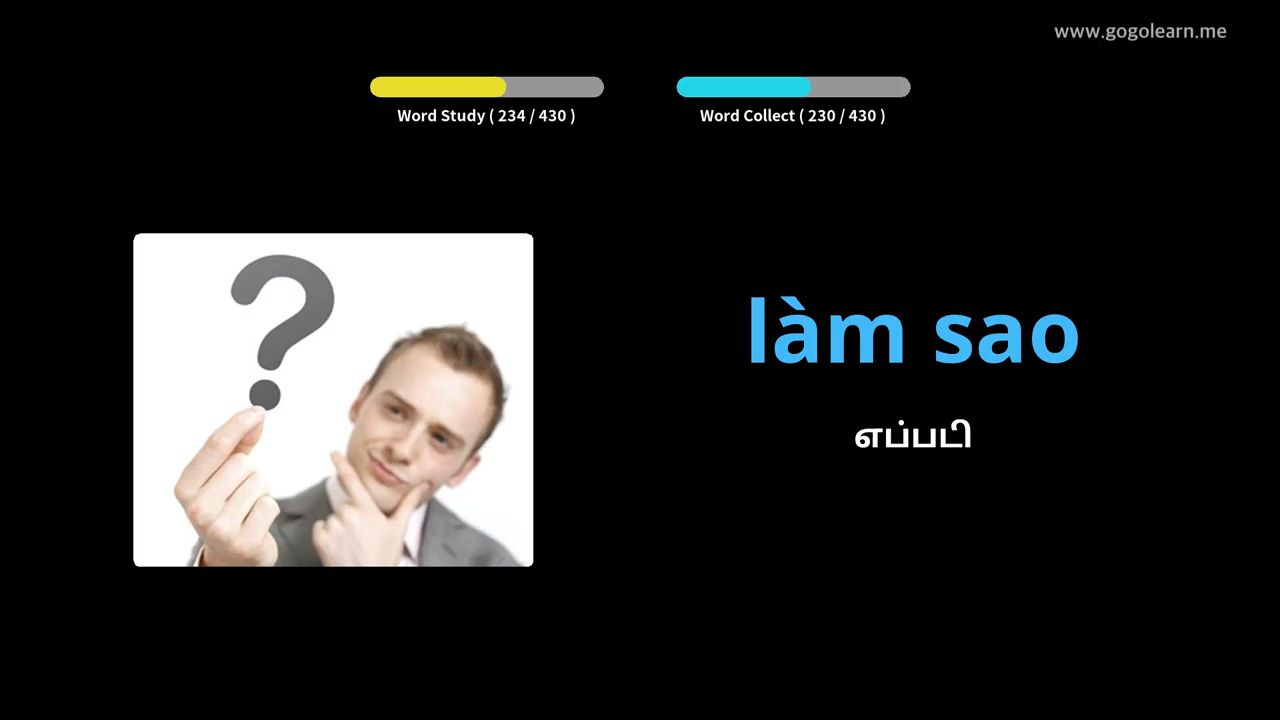 www.gogolearn.me
Word Study ( 234 / 430 )
Word Collect ( 230 / 430 )
làm sao
எப்படி